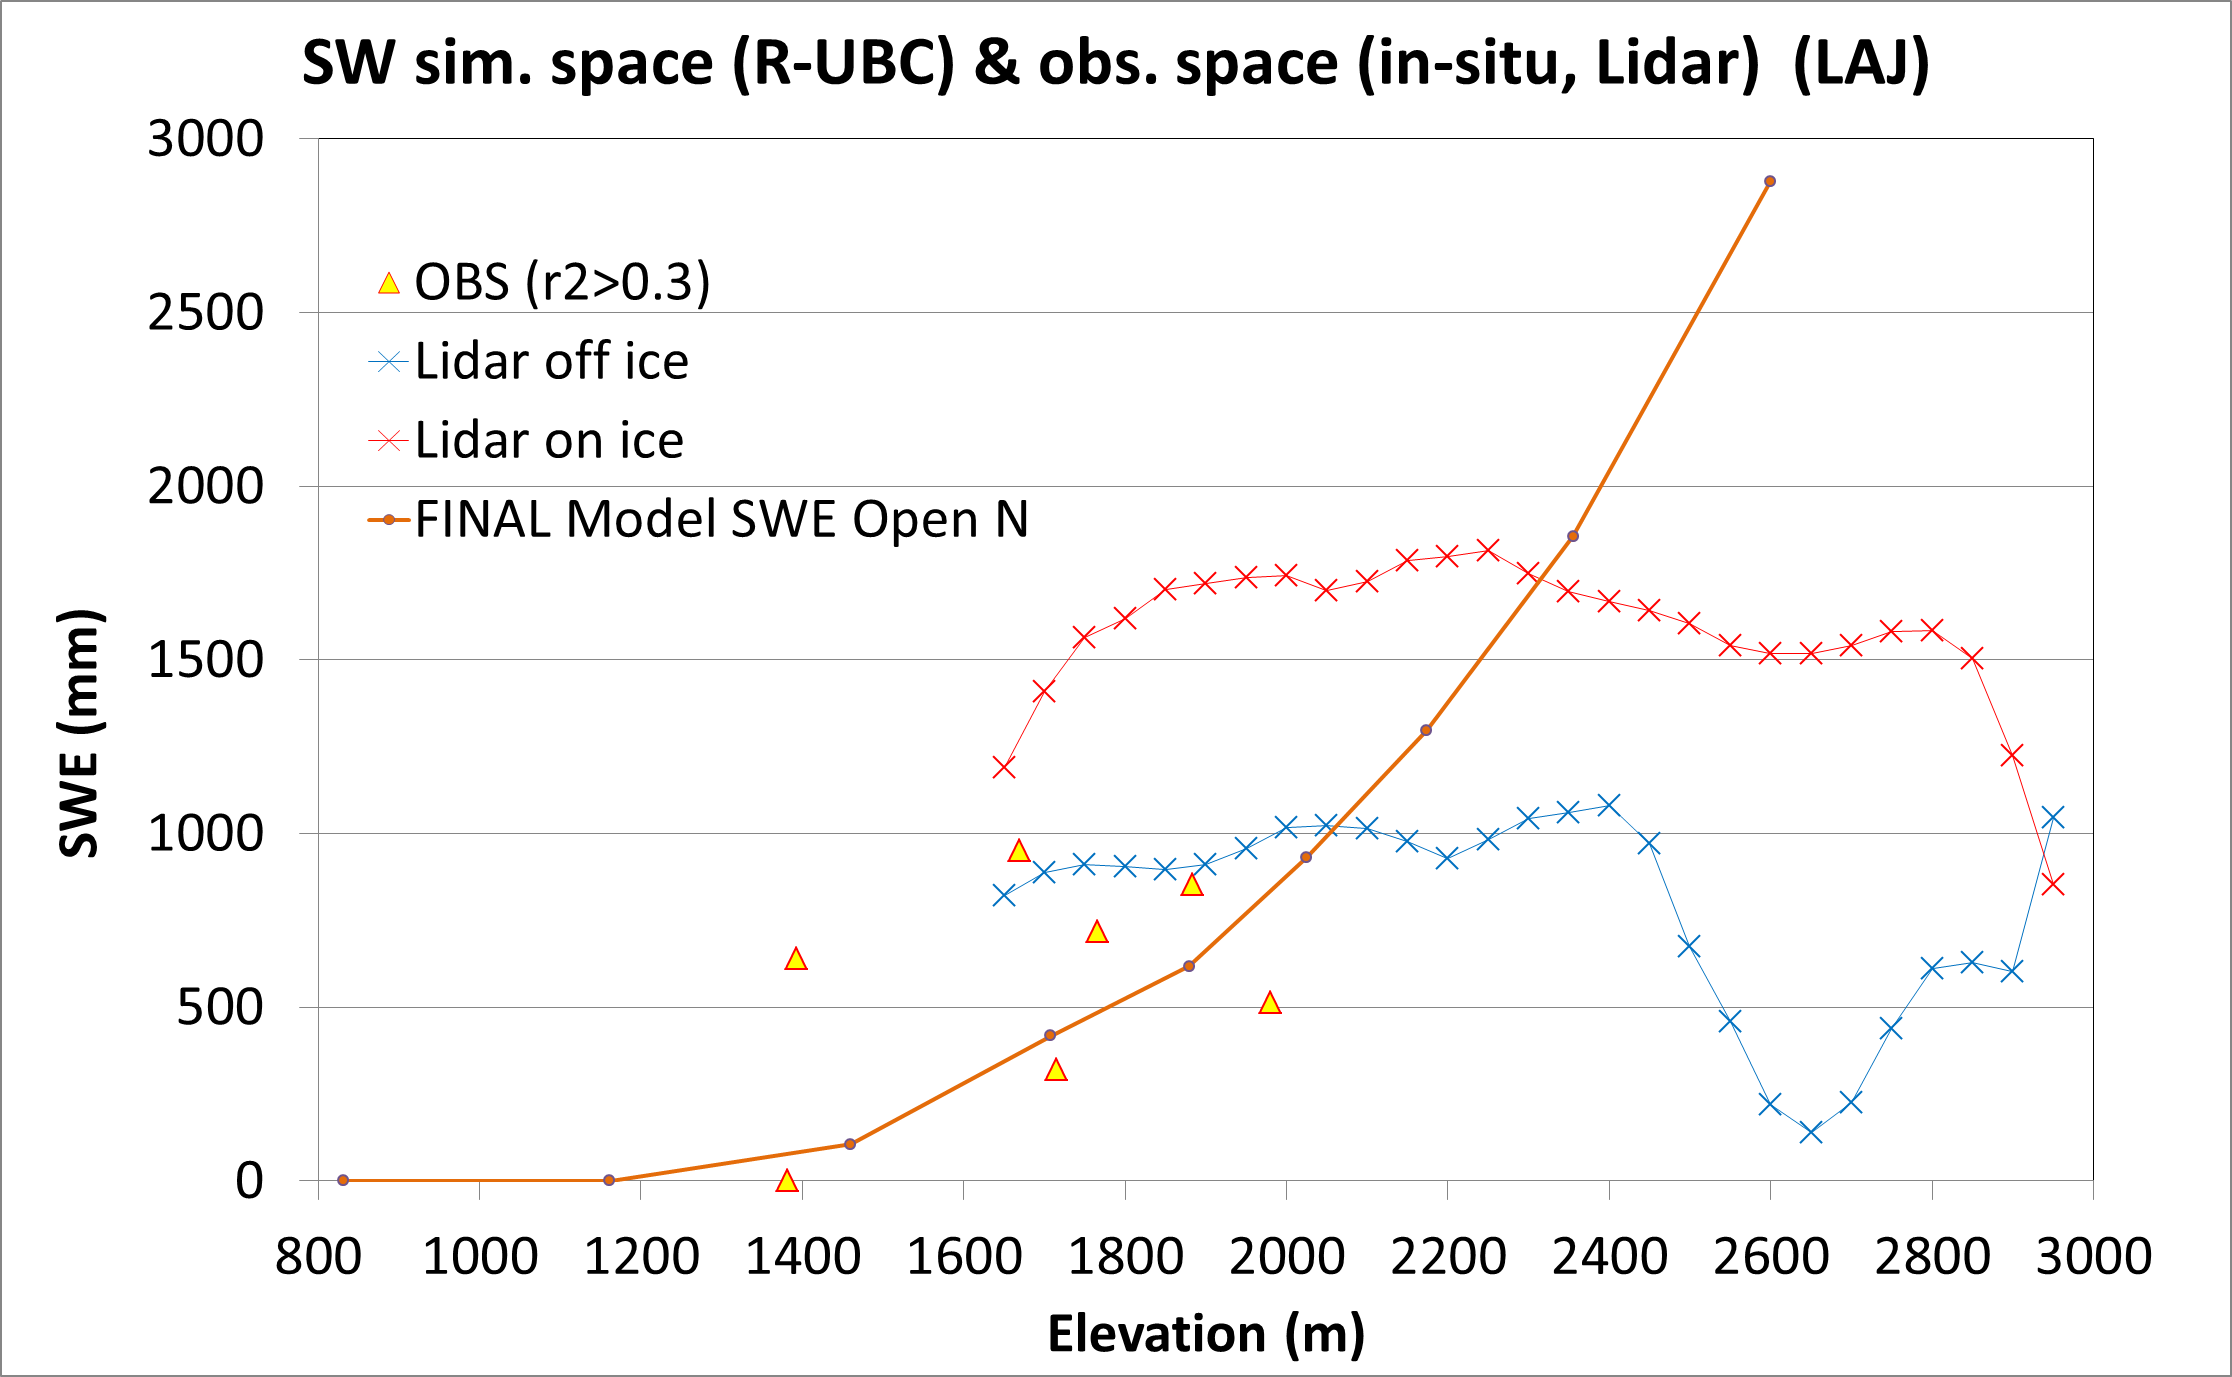 SW sim. space (R-UBC) & obs. space (in-situ, Lidar)  (LAJ)
3000
2500
2000
1500
1000
500
0
OBS (r2>0.3)
Lidar off ice
Lidar on ice
FINAL Model SWE Open N
SWE (mm)
800 1000 1200 1400 1600 1800 2000 2200 2400 2600 2800 3000
Elevation (m)